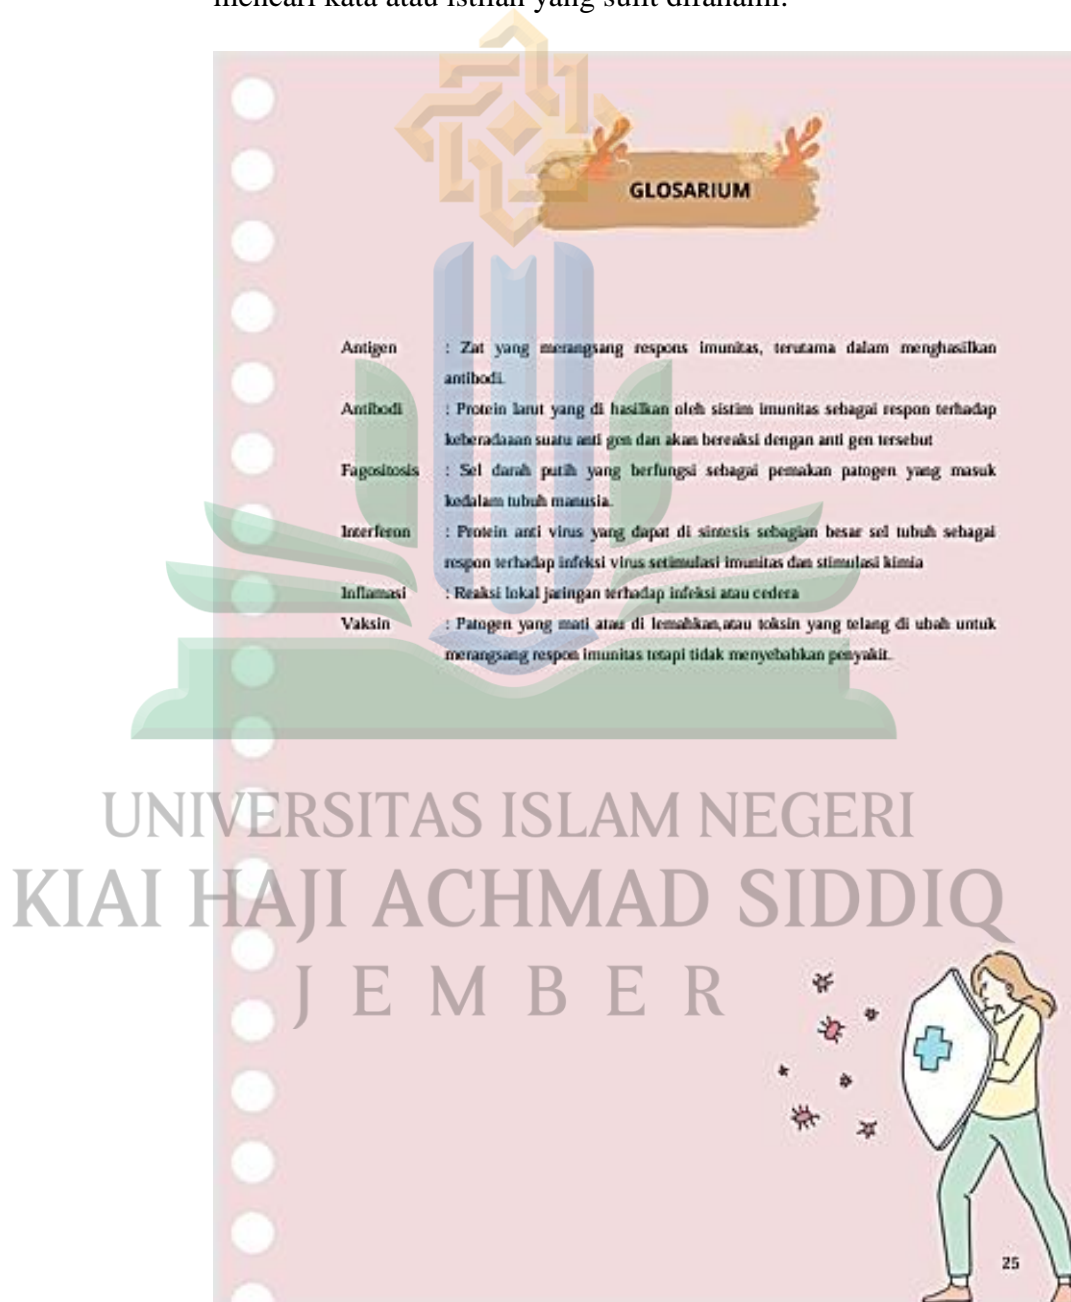 mencari kata atau istilah yang sulit difahami.
GLOSARIUM
Antigen : Zat yang merangsang respons imunitas, terutama dalam menghasilkan
antibodi.
Antibodi : Protein larut yang di hasilkan oleh sistim imunitas sebagai respon terhadap
keberadaaan suatu anti gen dan akan bereaksi dengan anti gen tersebut
Fagositosis : Sel darah putih yang berfungsi sebagai pemakan patogen yang masuk
kedalam tubuh manusia.
Interferon : Protein anti virus yang dapat di sintesis sebagian besar sel tubuh sebagai
respon terhadap infeksi virus setimulasi imunitas dan stimulasi kimia
Inflamasi : Reaksi lokal jaringan terhadap infeksi atau cedera
Vaksin : Patogen yang mati atau di lemahkan,atau toksin yang telang di ubah untuk
merangsang respon imunitas tetapi tidak menyebabkan penyakit.
UNIVERSITAS ISLAM NEGERI
KIAI HAJI ACHMAD SIDDIQ
JEMBER
25